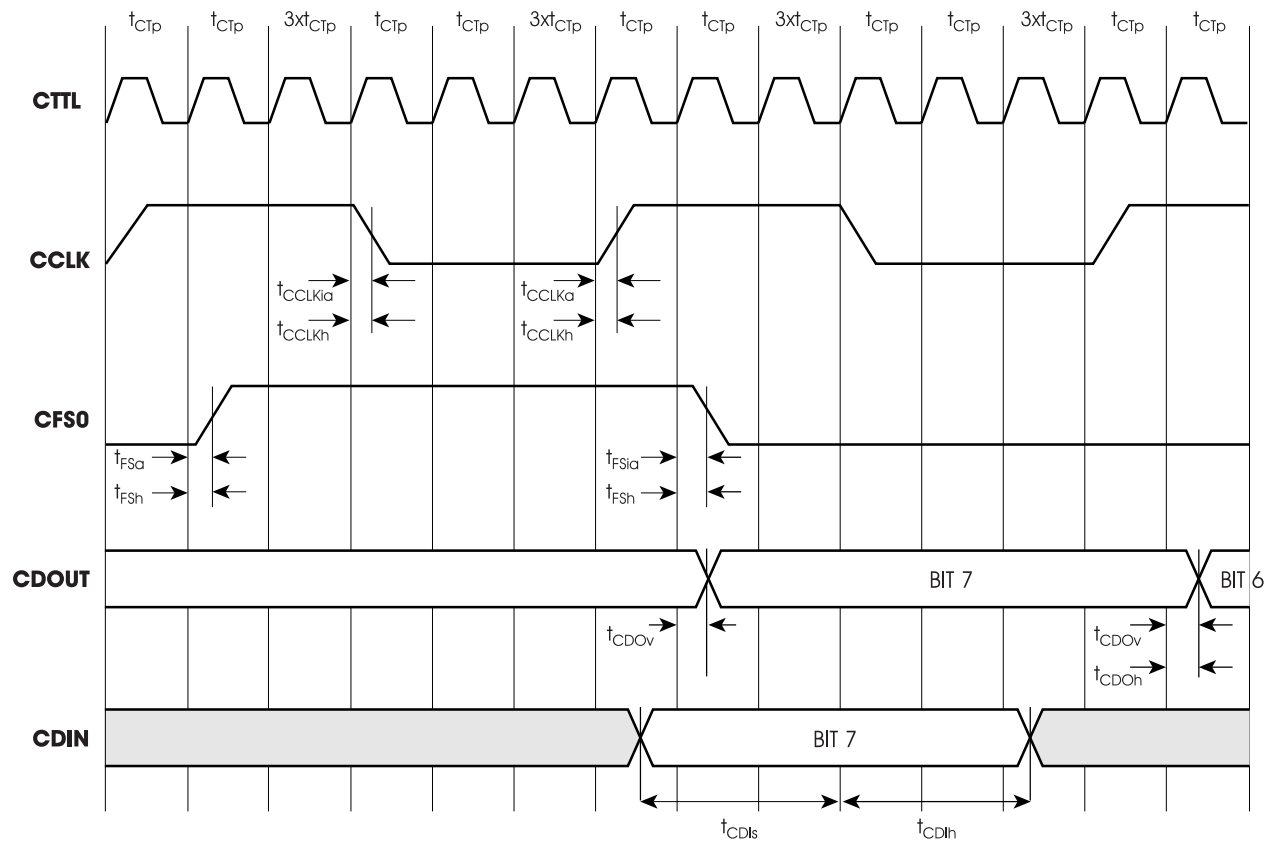 tCTp tCTp 3xtCTp tCTp tCTp 3xtCTp tCTp tCTp 3xtCTp tCTp tCTp 3xtCTp tCTp tCTp
CTTL
CCLK
tCCLKia tCCLKa
tCCLKh tCCLKh
CFS0
tFSa tFSia
tFSh tFSh
CDOUT BIT 7 BIT 6
tCDOv tCDOv
tCDOh
CDIN BIT 7
tCDIs tCDIh